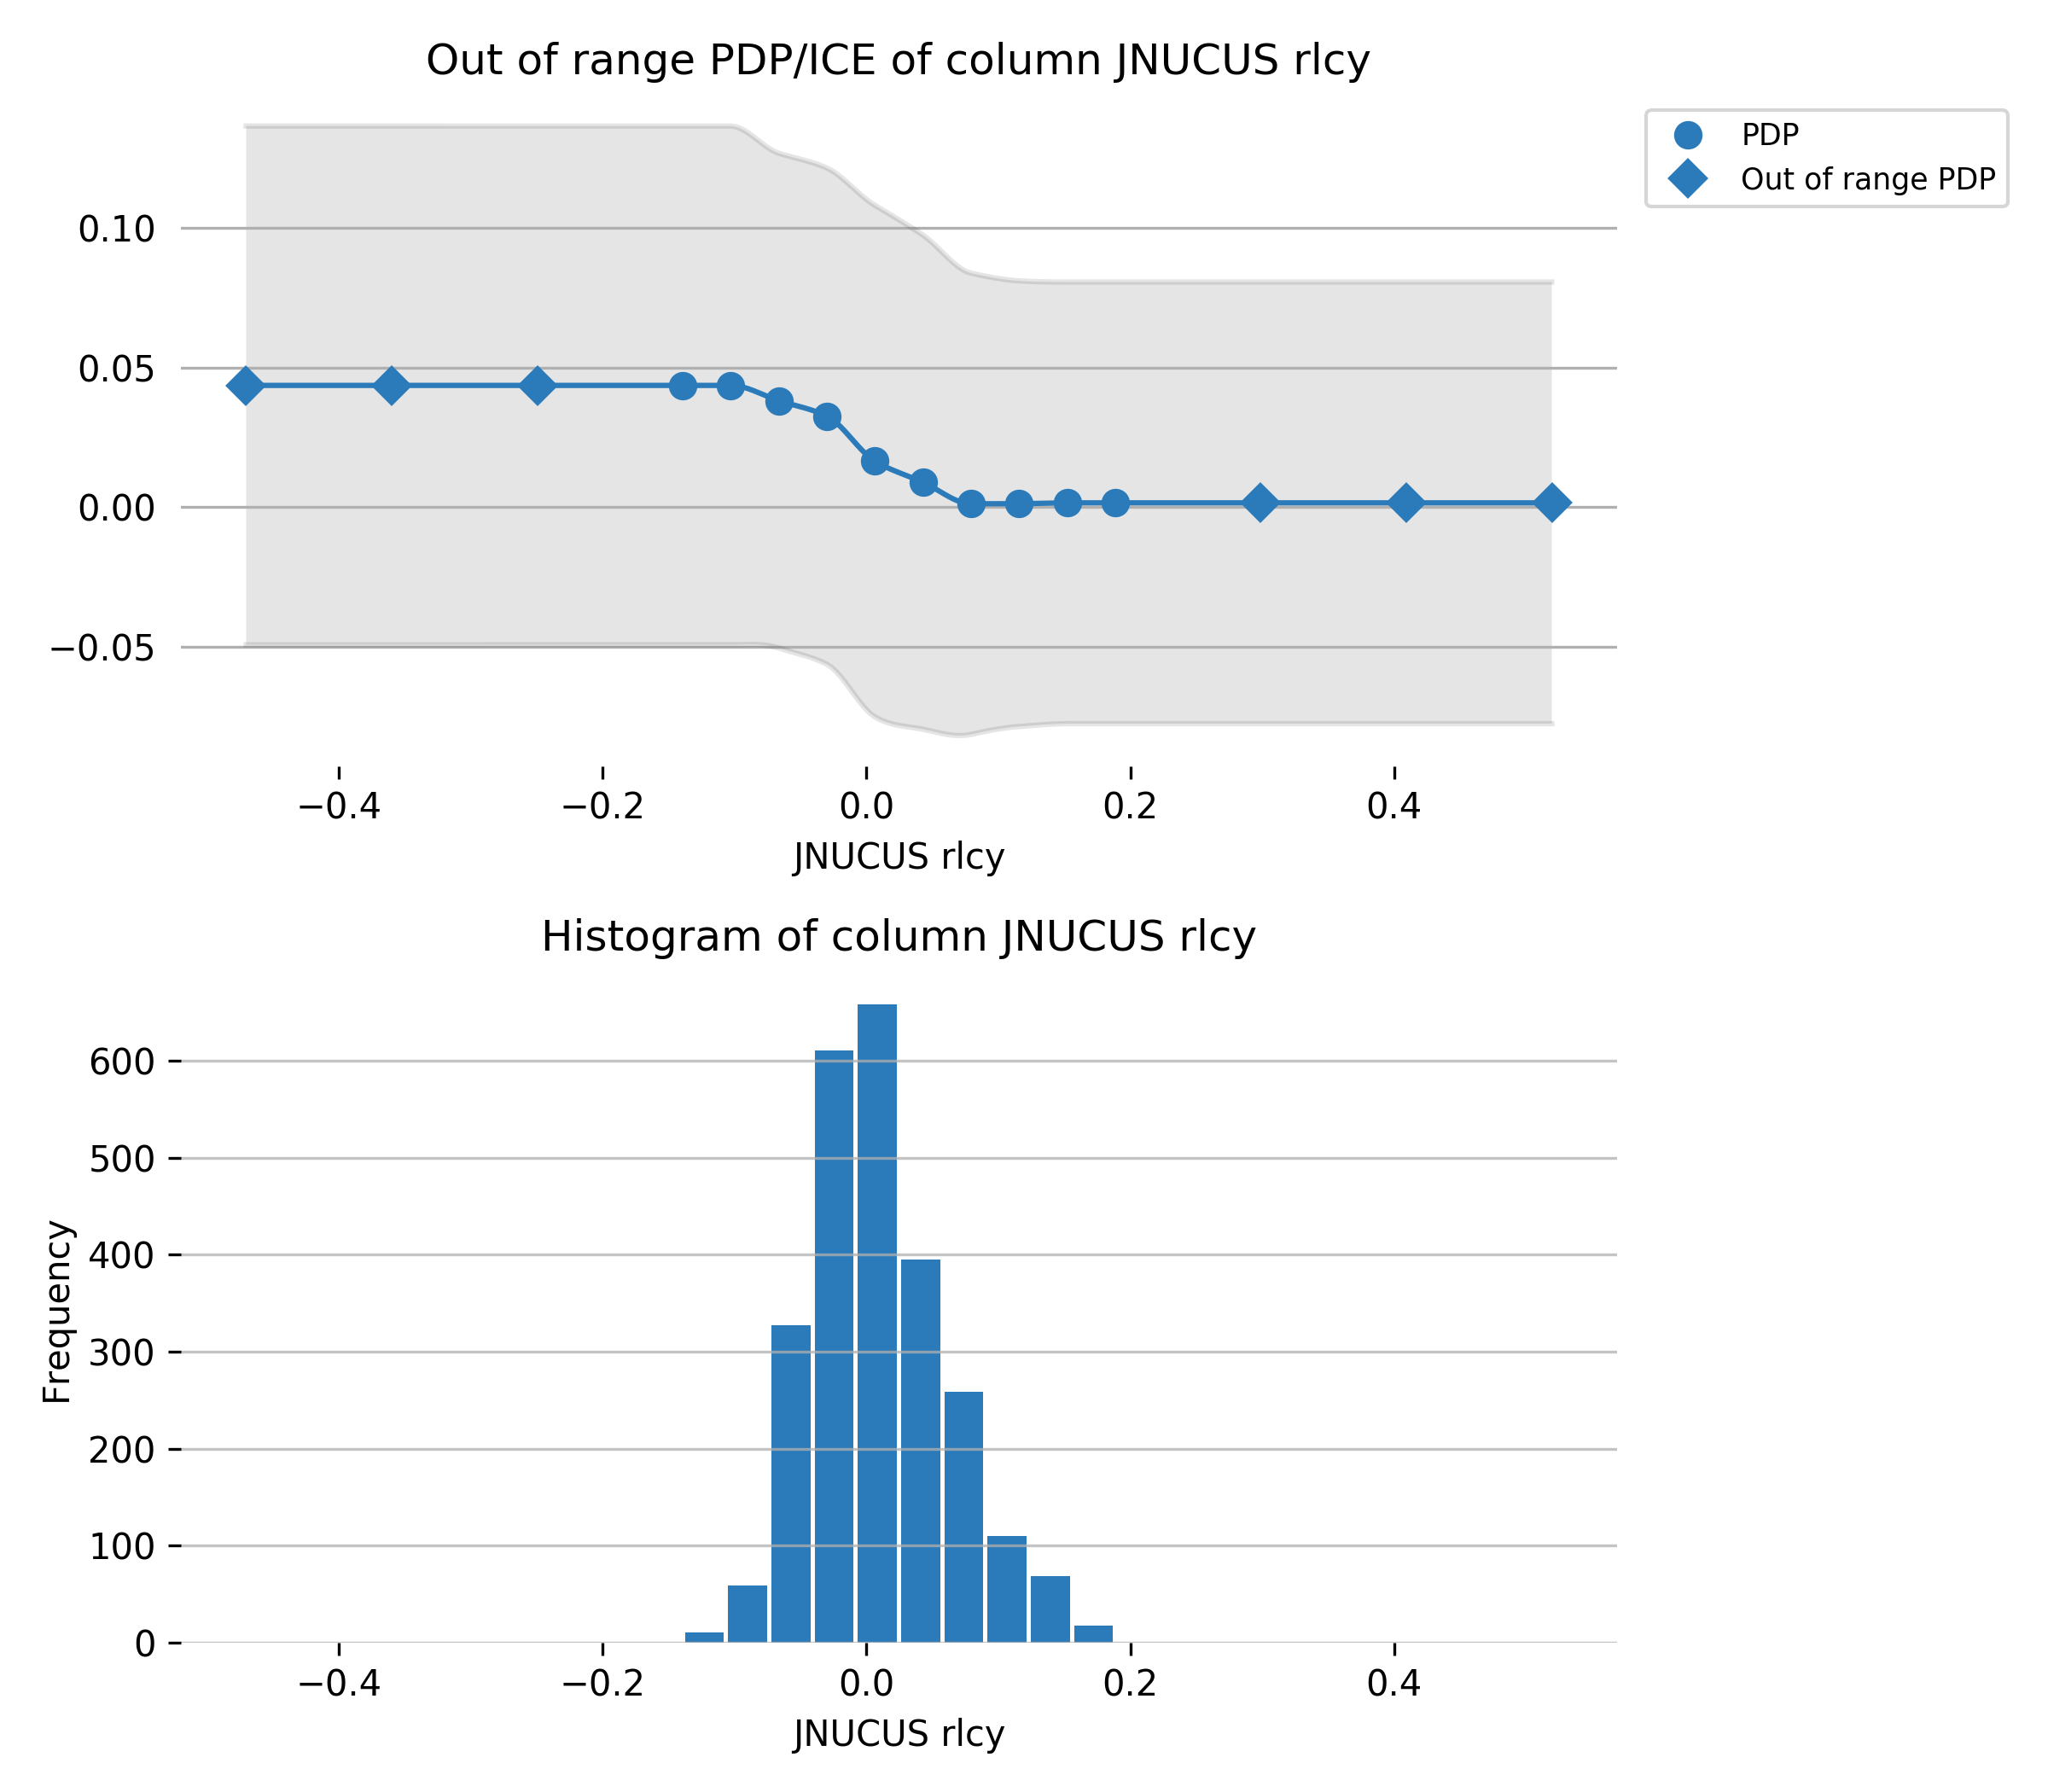 Out of range PDP/ICE of column JNUCUS rlcy
PDP
Out of range PDP
0.10
0.05
0.00
−0.05
−0.4 −0.2 0.0 0.2 0.4
JNUCUS rlcy
Histogram of column JNUCUS rlcy
Frequency
600
500
400
300
200
100
0
−0.4 −0.2 0.0 0.2 0.4
JNUCUS rlcy